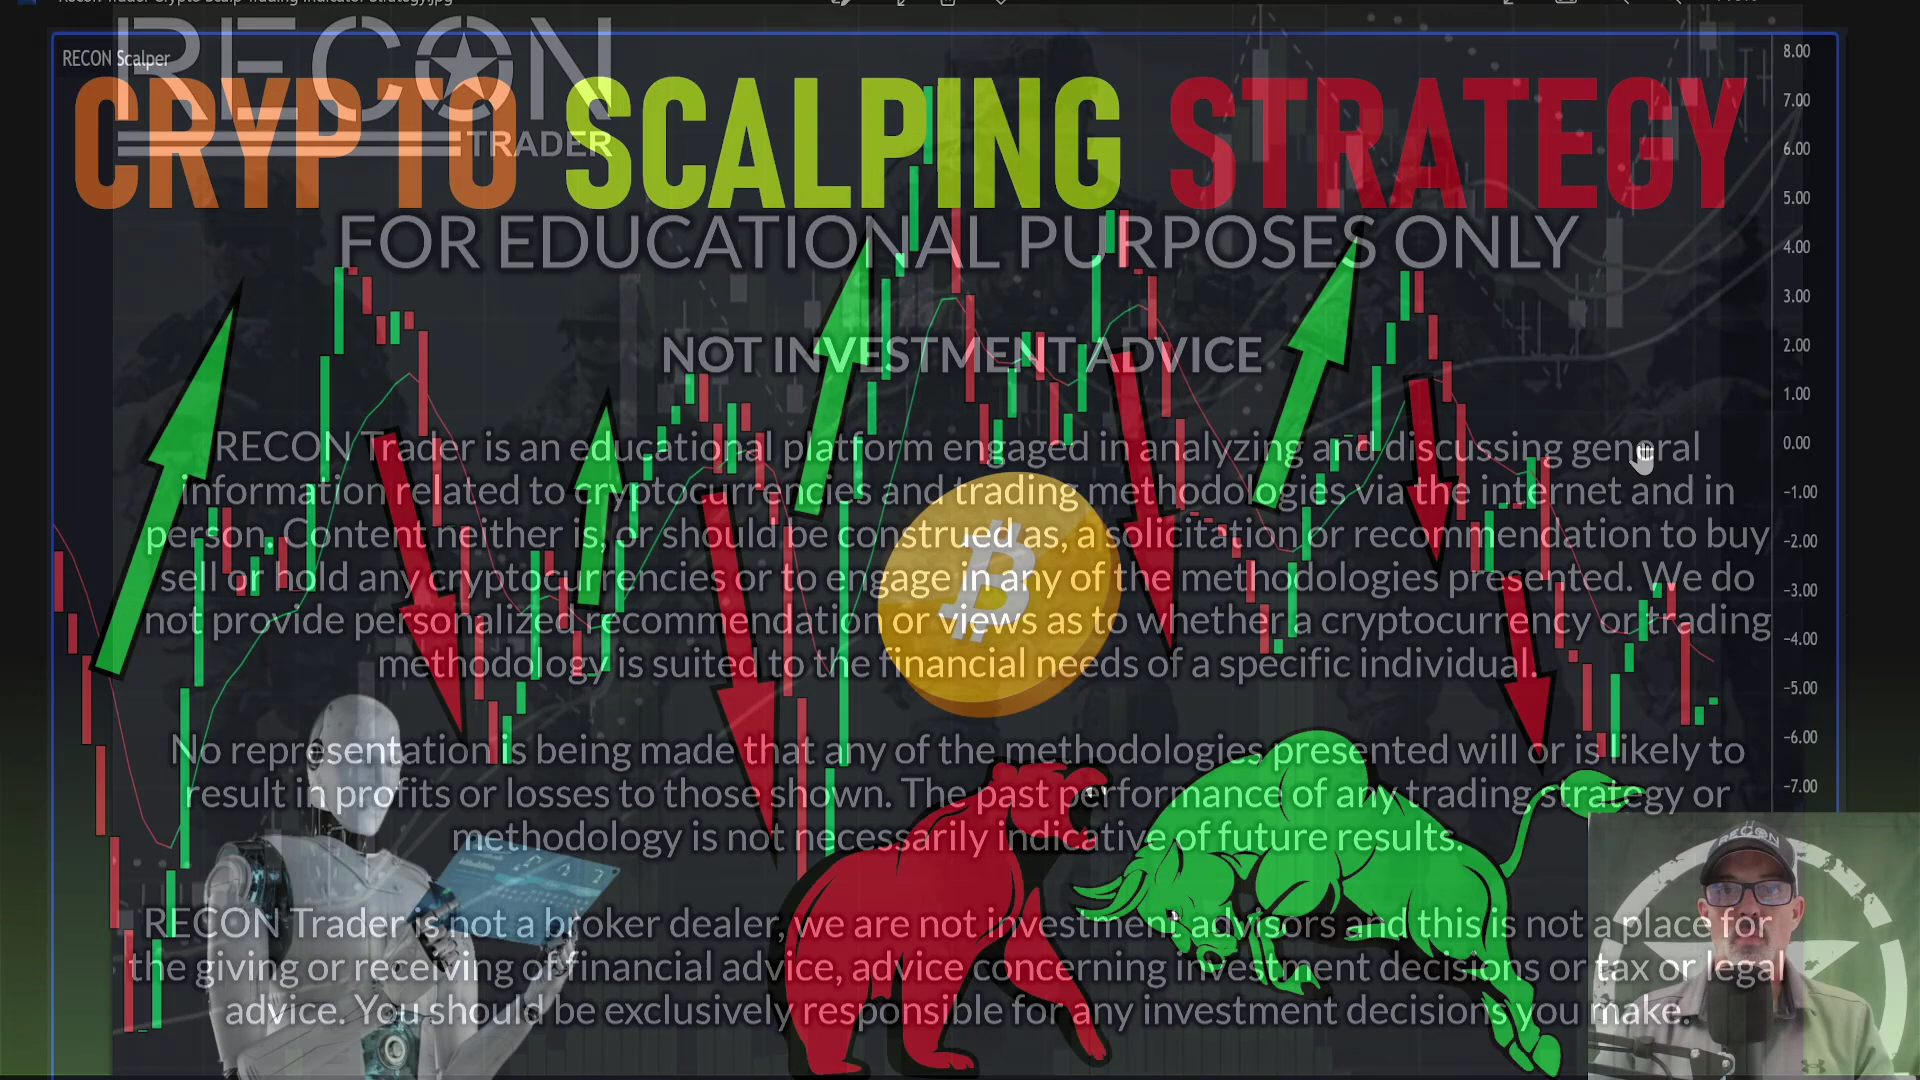 Recon Trader Crypto Scalp Trading Indicator Strategy.jpg
RECON
TRADER
RECON Scalper
CRYPTO SCALPING STRATEGY
FOR EDUCATIONAL PURPOSES ONLY
NOT INVESTMENT ADVICE
RECON Trader is an educational platform engaged in analyzing and discussing general
information related to cryptocurrencies and trading methodologies via the internet and in
person. Content neither is, or should be construed as, a solicitation or recommendation to buy
sell or hold any cryptocurrencies or to engage in any of the methodologies presented. We do
not provide personalized recommendation or views as to whether a cryptocurrency or trading
methodology is suited to the financial needs of a specific individual.
No representation is being made that any of the methodologies presented will or is likely to
result in profits or losses to those shown. The past performance of any trading strategy or
methodology is not necessarily indicative of future results.
RECON Trader is not a broker dealer, we are not investment advisors and this is not a place for
the giving or receiving of financial advice, advice concerning investment decisions or tax or legal
advice. You should be exclusively responsible for any investment decisions you make.
8.00
7.00
6.00
5.00
4.00
3.00
2.00
1.00
0.00
−1.00
−2.00
−3.00
−4.00
−5.00
−6.00
−7.00
RECON